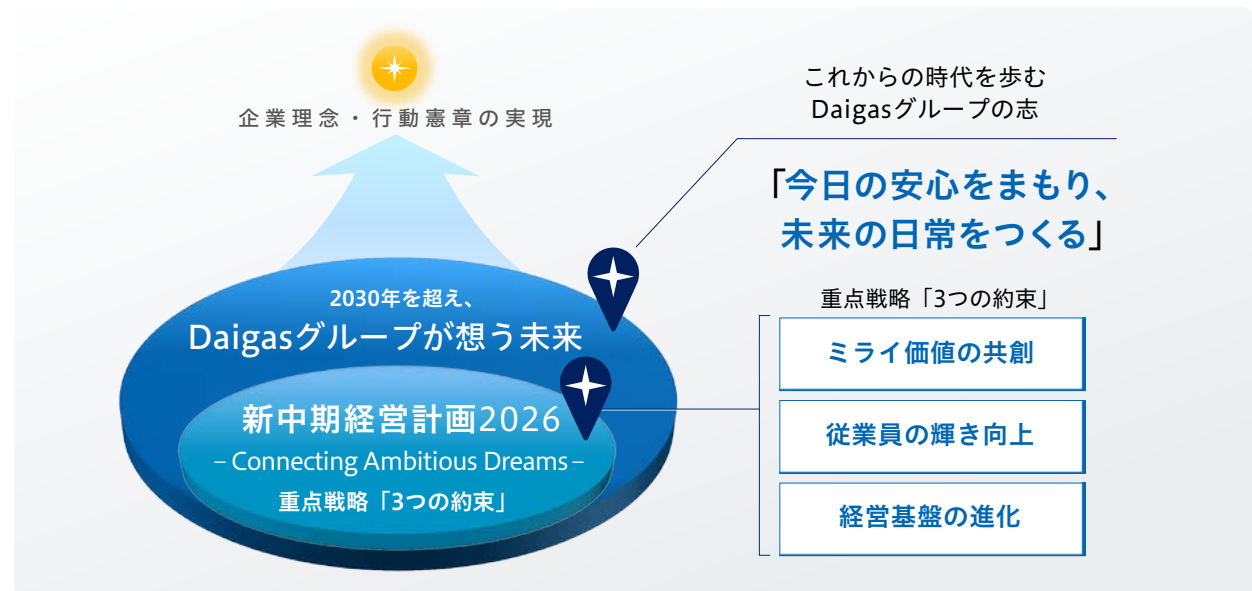 企業理念・行動憲章の実現
2030年を超え、
Daigasグループが想う未来
新中期経営計画2026
– Connecting Ambitious Dreams –
重点戦略「3つの約束」
これからの時代を歩む
Daigasグループの志
「今日の安心をまもり、
未来の日常をつくる」
重点戦略「3つの約束」
ミライ価値の共創
従業員の輝き向上
経営基盤の進化